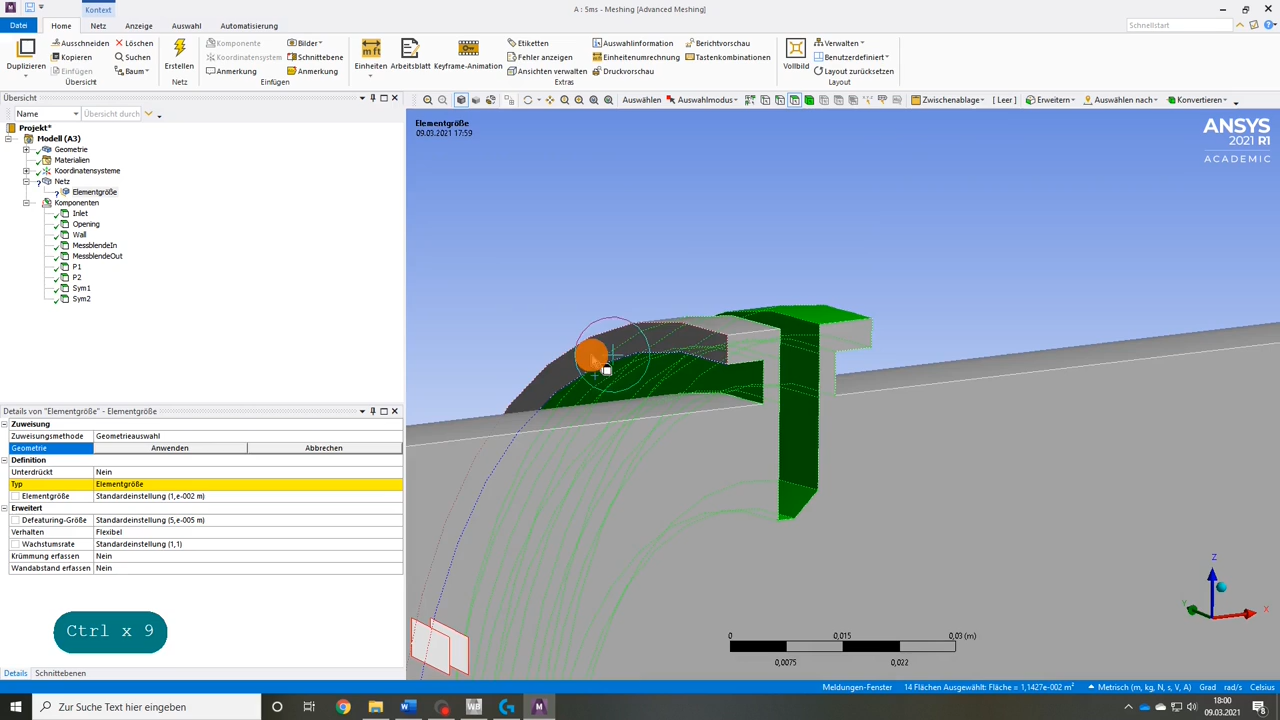 Kontext
A : 5ms - Meshing [Advanced Meshing]
Datei
Home
Netz
Anzeige
Auswahl
Automatisierung
Schnellstart
Duplizieren
Ausschneiden
Löschen
Kopieren
Suchen
Einfügen
Baum
Übersicht
Erstellen
Netz
Komponente
Bilder
Koordinatensystem
Schnittebene
Anmerkung
Anmerkung
Einfügen
Einheiten
Arbeitsblatt
Keyframe-Animation
Etiketten
Auswahlinformation
Berichtvorschau
Fehler anzeigen
Einheitenumrechnung
Tastenkombinationen
Ansichten verwalten
Druckvorschau
Extras
Vollbild
Verwalten
Benutzerdefiniert
Layout zurücksetzen
Layout
Übersicht
Name
Übersicht durch
Auswählen
Auswahlmodus
Zwischenablage
[ Leer ]
Erweitern
Auswählen nach
Konvertieren
Projekt*
Modell (A3)
Geometrie
Materialien
Koordinatensysteme
Netz
Elementgröße
Komponenten
Inlet
Opening
Wall
MessblendeIn
MessblendeOut
P1
P2
Sym1
Sym2
Elementgröße
09.03.2021 17:59
ANSYS
2021 R1
ACADEMIC
Details von "Elementgröße" - Elementgröße
Zuweisung
Zuweisungsmethode Geometrieauswahl
Geometrie Anwenden Abbrechen
Definition
Unterdrückt Nein
Typ Elementgröße
Elementgröße Standardeinstellung (1,e-002 m)
Erweitert
Defeaturing-Größe Standardeinstellung (5,e-005 m)
Verhalten Flexibel
Wachstumsrate Standardeinstellung (1,1)
Krümmung erfassen Nein
Wandabstand erfassen Nein
Ctrl x 9
Z
Y
X
0 0,015 0,03 (m)
0,0075 0,022
Details
Schnittebenen
Meldungen-Fenster
14 Flächen Ausgewählt: Fläche = 1,1427e-002 m²
Metrisch (m, kg, N, s, V, A) Grad rad/s Celsius
Zur Suche Text hier eingeben
18:00
09.03.2021